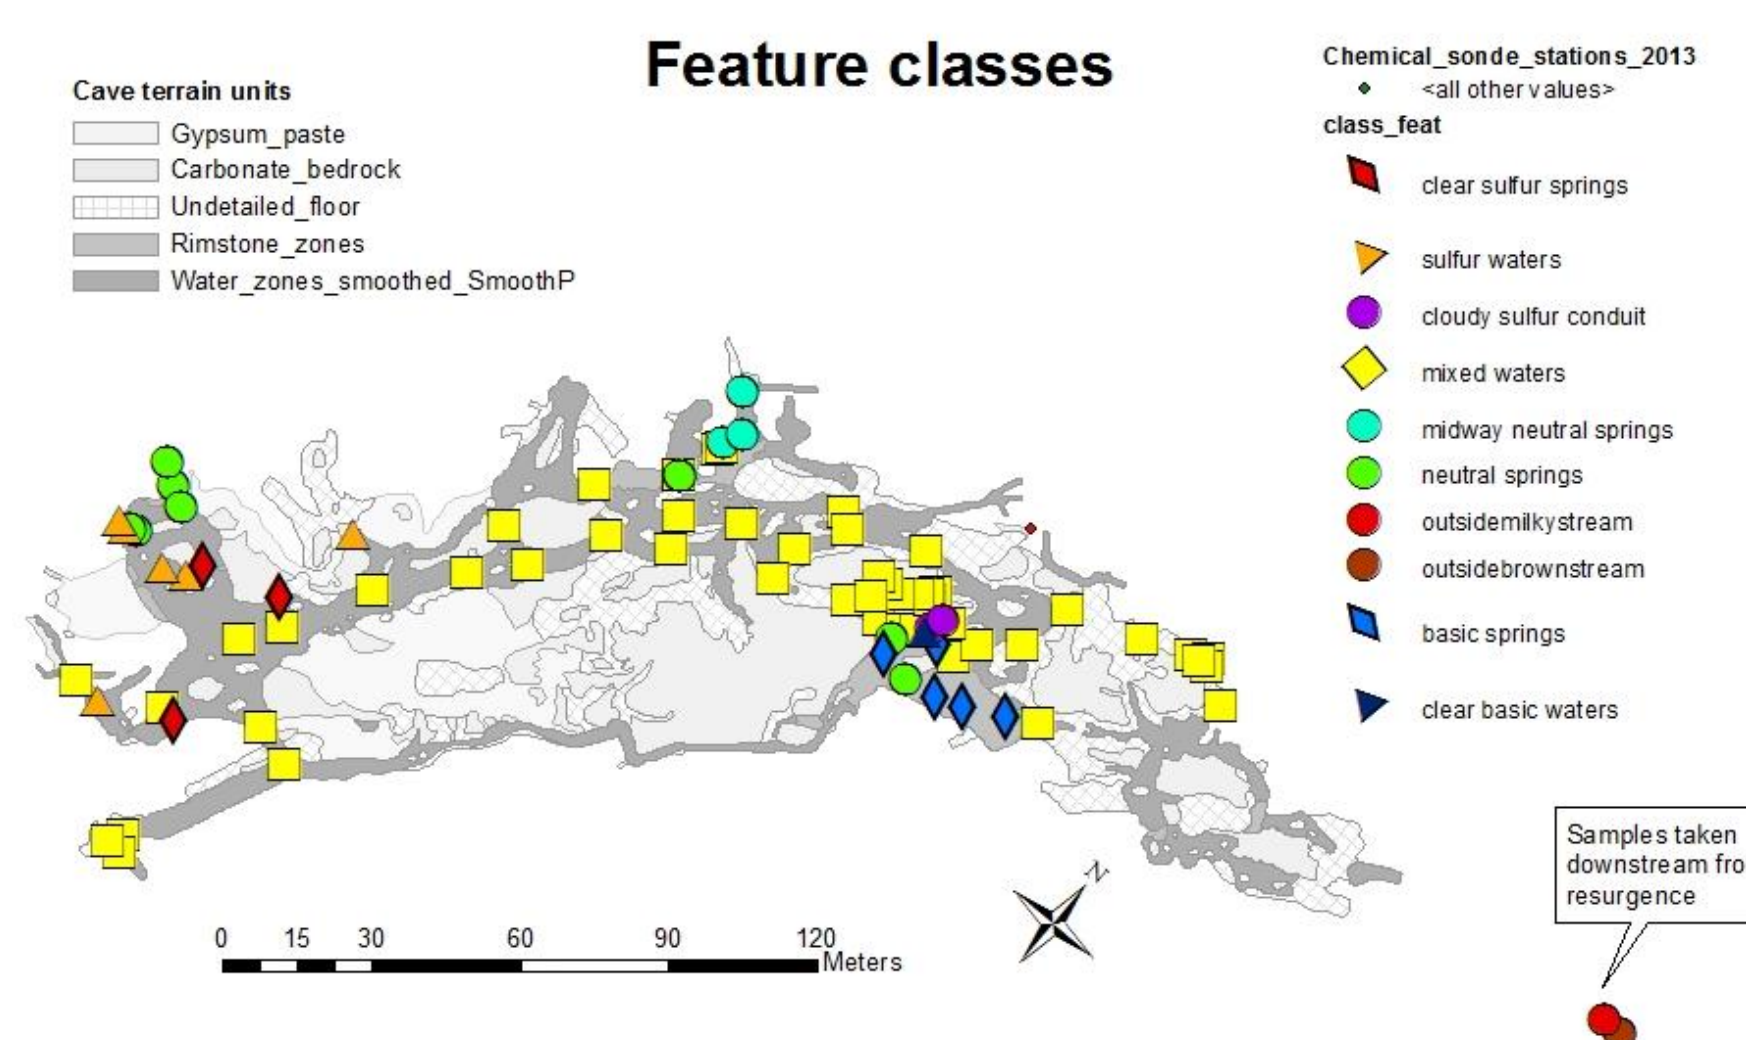 Feature classes
Cave terrain units
Gypsum_paste
Carbonate_bedrock
Undetailed_floor
Rimstone_zones
Water_zones_smoothed_SmoothP
Chemical_sonde_stations_2013
<all other values>
class_feat
clear sulfur springs
sulfur waters
cloudy sulfur conduit
mixed waters
midway neutral springs
neutral springs
outsidemilkystream
outsidebrownstream
basic springs
clear basic waters
Samples taken
downstream fro
resurgence
N
0 15 30 60 90 120
Meters